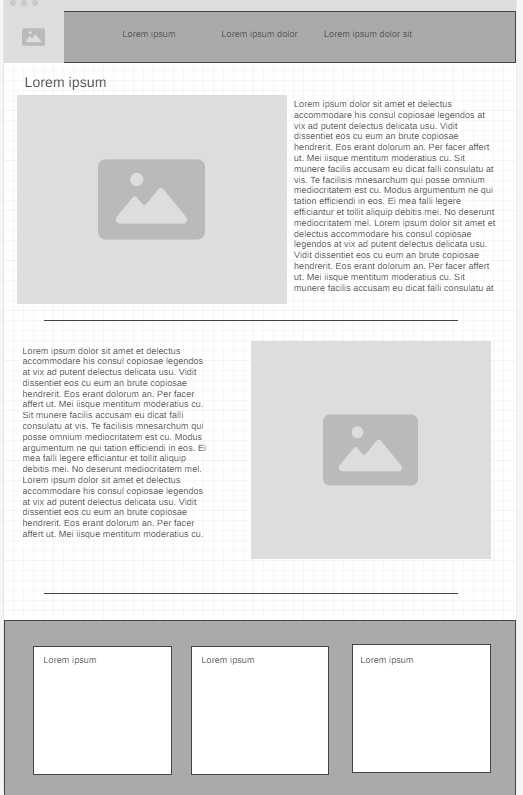 Lorem ipsum
Lorem ipsum dolor
Lorem ipsum dolor sit
Lorem ipsum
Lorem ipsum dolor sit amet et delectus
accommodare his consul copiosae legendos at
vix ad putent delectus delicata usu. Vidit
dissentiet eos cu eum an brute copiosae
hendrerit. Eos erant dolorum an. Per facer affert
ut. Mei iisque mentitum moderatius cu. Sit
munere facilis accusam eu dicat falli consulatu at
vis. Te facilisis mnesarchum qui posse omnium
mediocritatem est cu. Modus argumentum ne qui
tation efficiendi in eos. Ei mea falli legere
efficiantur et tollit aliquip debitis mei. No deserunt
mediocritatem mel. Lorem ipsum dolor sit amet et
delectus accommodare his consul copiosae
legendos at vix ad putent delectus delicata usu.
Vidit dissentiet eos cu eum an brute copiosae
hendrerit. Eos erant dolorum an. Per facer affert
ut. Mei iisque mentitum moderatius cu. Sit
munere facilis accusam eu dicat falli consulatu at
Lorem ipsum dolor sit amet et delectus
accommodare his consul copiosae legendos
at vix ad putent delectus delicata usu. Vidit
dissentiet eos cu eum an brute copiosae
hendrerit. Eos erant dolorum an. Per facer
affert ut. Mei iisque mentitum moderatius cu.
Sit munere facilis accusam eu dicat falli
consulatu at vis. Te facilisis mnesarchum qui
posse omnium mediocritatem est cu. Modus
argumentum ne qui tation efficiendi in eos. Ei
mea falli legere efficiantur et tollit aliquip
debitis mei. No deserunt mediocritatem mel.
Lorem ipsum dolor sit amet et delectus
accommodare his consul copiosae legendos
at vix ad putent delectus delicata usu. Vidit
dissentiet eos cu eum an brute copiosae
hendrerit. Eos erant dolorum an. Per facer
affert ut. Mei iisque mentitum moderatius cu.
Lorem ipsum
Lorem ipsum
Lorem ipsum